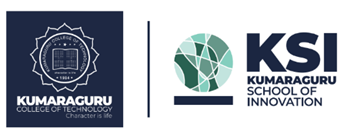 KUMARAGURU
COLLEGE OF TECHNOLOGY
Character is life
KSI
KUMARAGURU
SCHOOL OF
INNOVATION